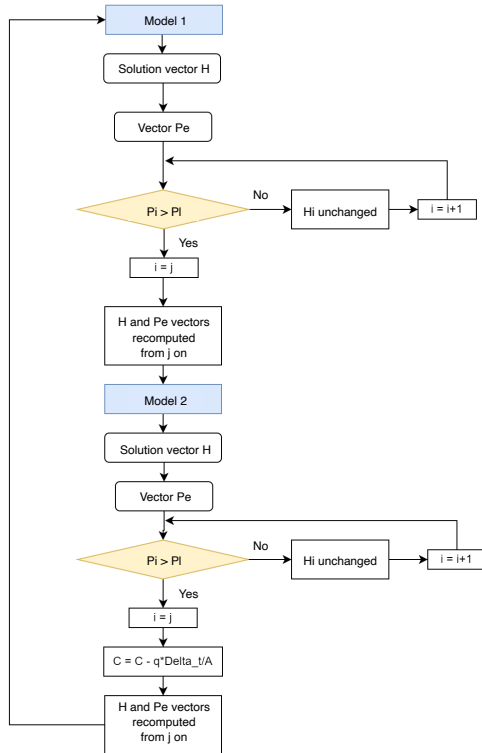 Model 1
Solution vector H
Vector Pe
Pi > Pl
No
Hi unchanged
i = i+1
Yes
i = j
H and Pe vectors
recomputed
from j on
Model 2
Solution vector H
Vector Pe
Pi > Pl
No
Hi unchanged
i = i+1
Yes
i = j
C = C - q*Delta_t/A
H and Pe vectors
recomputed
from j on